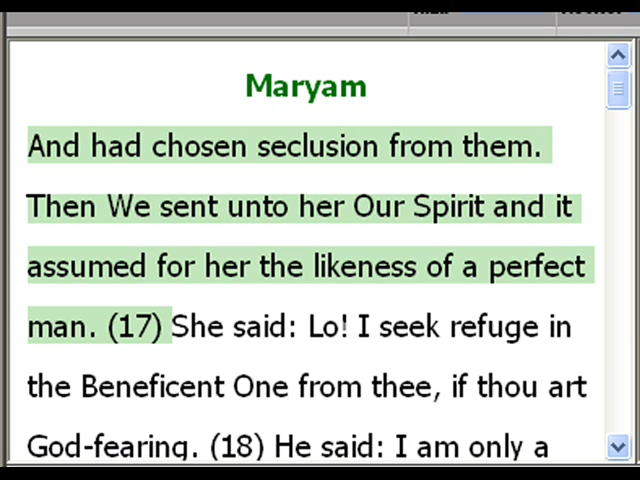 Maryam
And had chosen seclusion from them.
Then We sent unto her Our Spirit and it
assumed for her the likeness of a perfect
man. (17) She said: Lo! I seek refuge in
the Beneficent One from thee, if thou art
God-fearing. (18) He said: I am only a